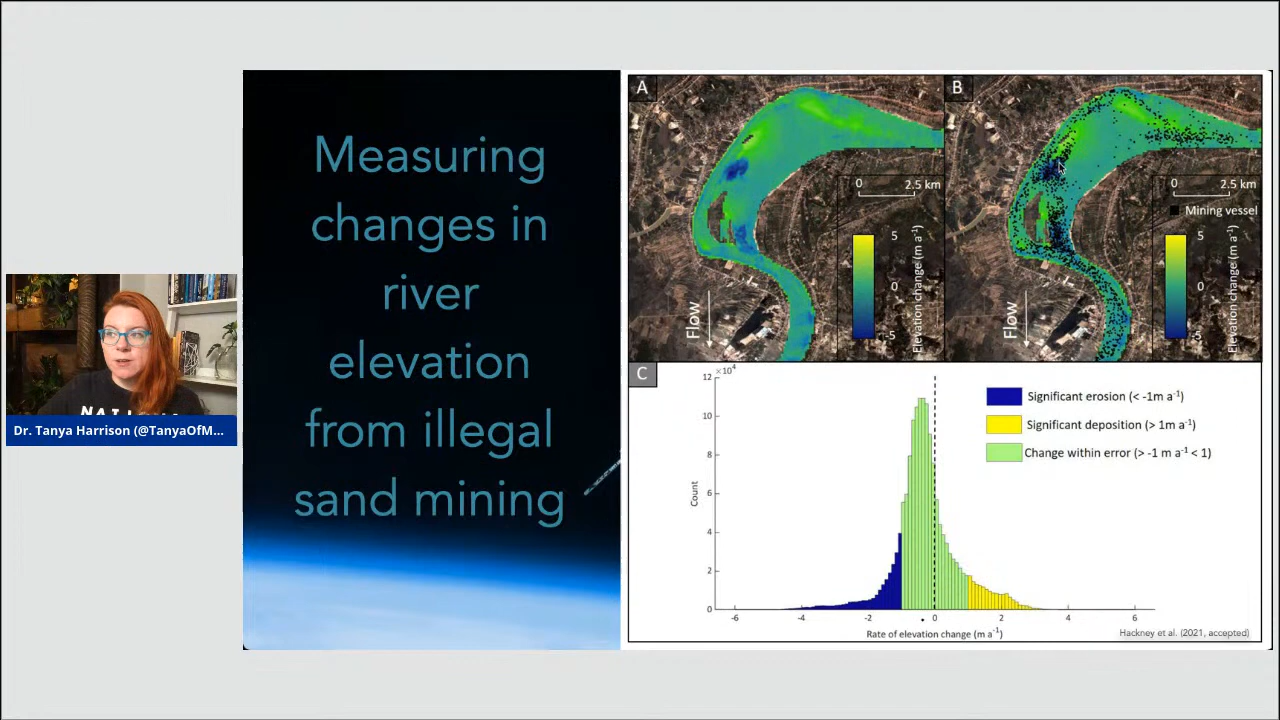 Measuring
changes in
river
elevation
from illegal
sand mining
NATIONAL
Dr. Tanya Harrison (@TanyaOfM...
A
0 2.5 km
5
0
-5
Elevation change (m a⁻¹)
Flow
B
0 2.5 km
Mining vessel
5
0
-5
Elevation change (m a⁻¹)
Flow
C
×10⁴
12
10
8
6
4
2
0
Count
-6 -4 -2 0 2 4 6
Rate of elevation change (m a⁻¹)
Significant erosion (< -1m a⁻¹)
Significant deposition (> 1m a⁻¹)
Change within error (> -1 m a⁻¹ < 1)
Hackney et al. (2021, accepted)